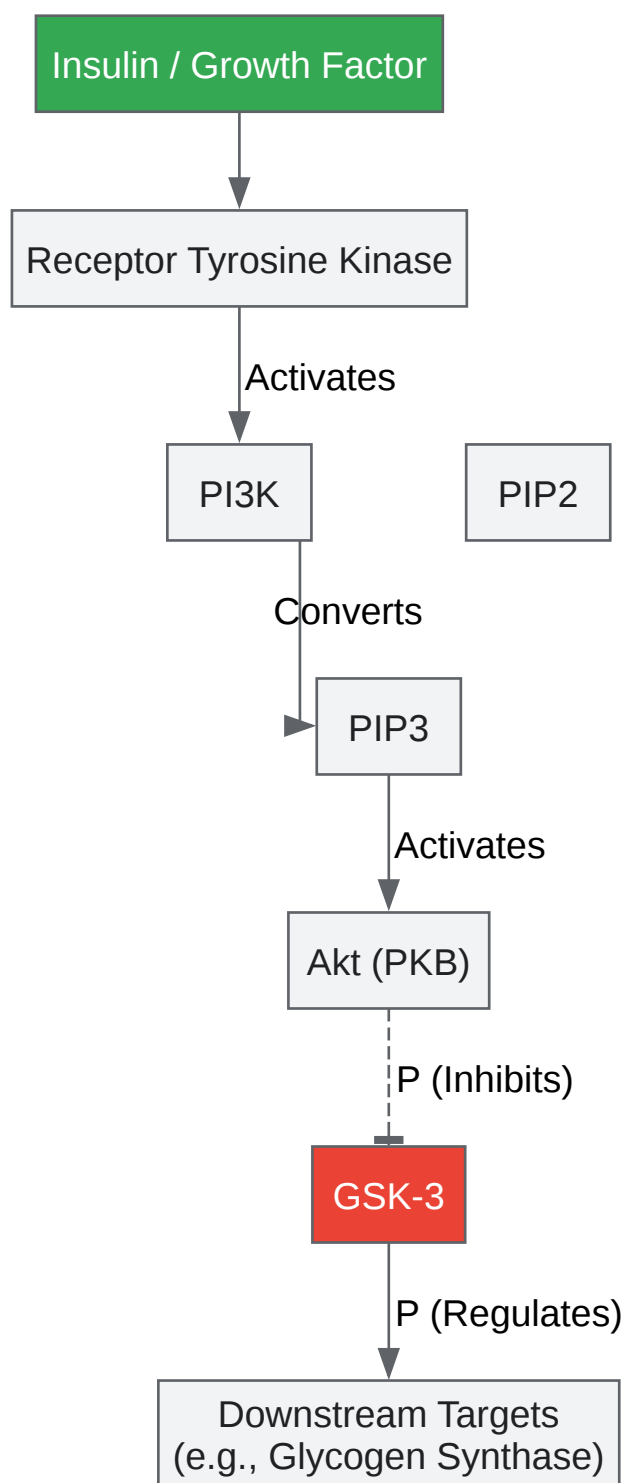 Insulin / Growth Factor
Receptor Tyrosine Kinase
Activates
PI3K
PIP2
Converts
PIP3
Activates
Akt (PKB)
P (Inhibits)
GSK-3
P (Regulates)
Downstream Targets
(e.g., Glycogen Synthase)